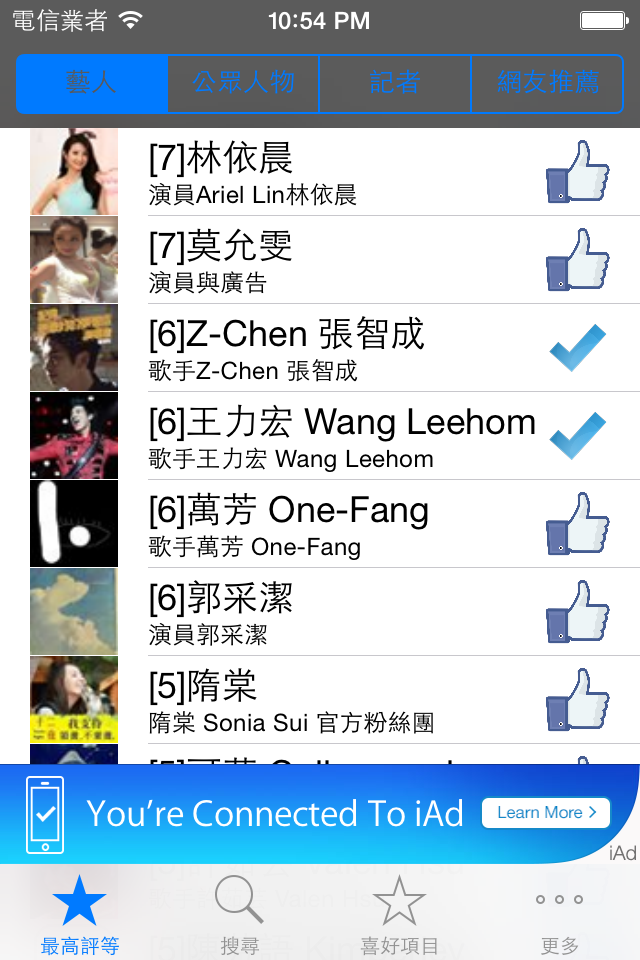 電信業者 10:54 PM
藝人 公眾人物 記者 網友推薦
[7]林依晨
演員Ariel Lin林依晨
[7]莫允雯
演員與廣告
[6]Z-Chen 張智成
歌手Z-Chen 張智成
[6]王力宏 Wang Leehom
歌手王力宏 Wang Leehom
[6]萬芳 One-Fang
歌手萬芳 One-Fang
[6]郭采潔
演員郭采潔
[5]隋棠
隋棠 Sonia Sui 官方粉絲團
You're Connected To iAd Learn More >
iAd
最高評等 搜尋 喜好項目 更多